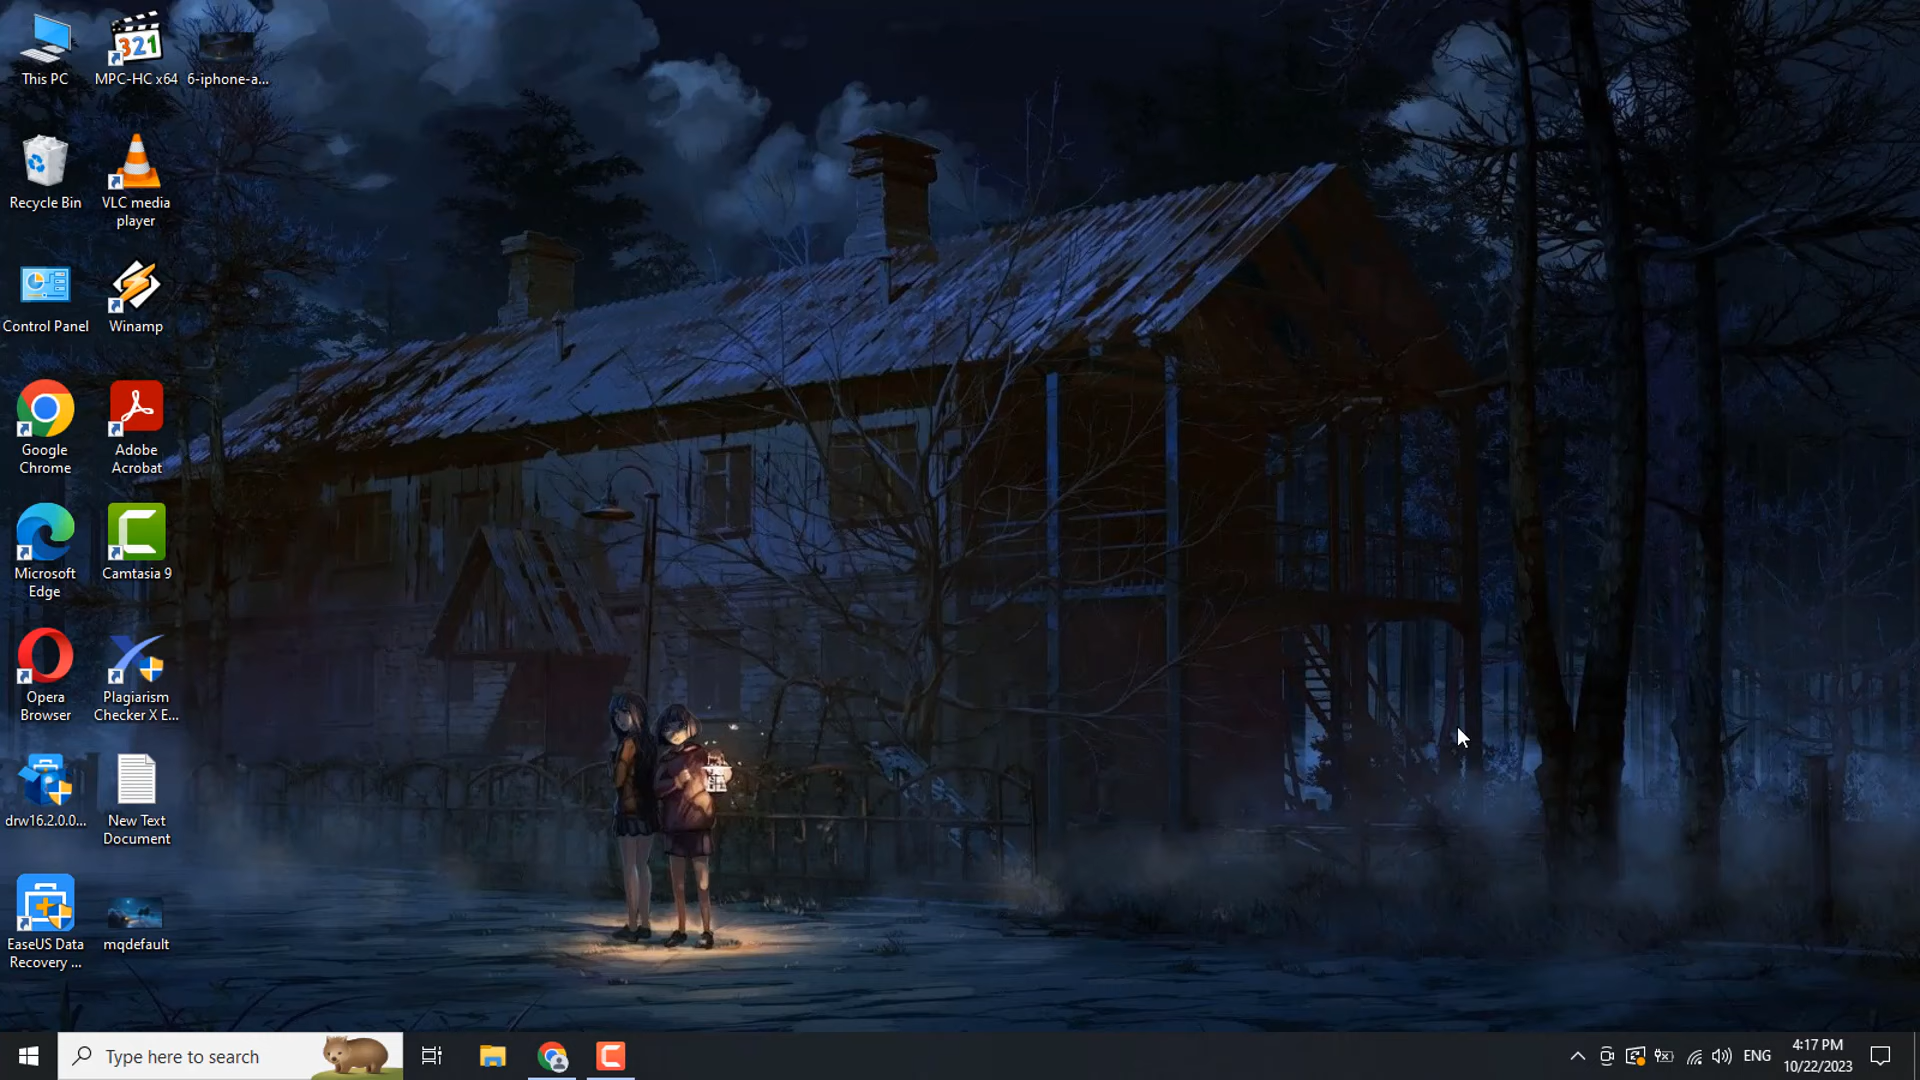 This PC
MPC-HC x64
6-iphone-a...
321
Recycle Bin
VLC media
player
Control Panel
Winamp
Google
Chrome
Adobe
Acrobat
Microsoft
Edge
Camtasia 9
Opera
Browser
Plagiarism
Checker X E...
drw16.2.0.0...
New Text
Document
EaseUS Data
Recovery ...
mqdefault
Type here to search
ENG
4:17 PM
10/22/2023